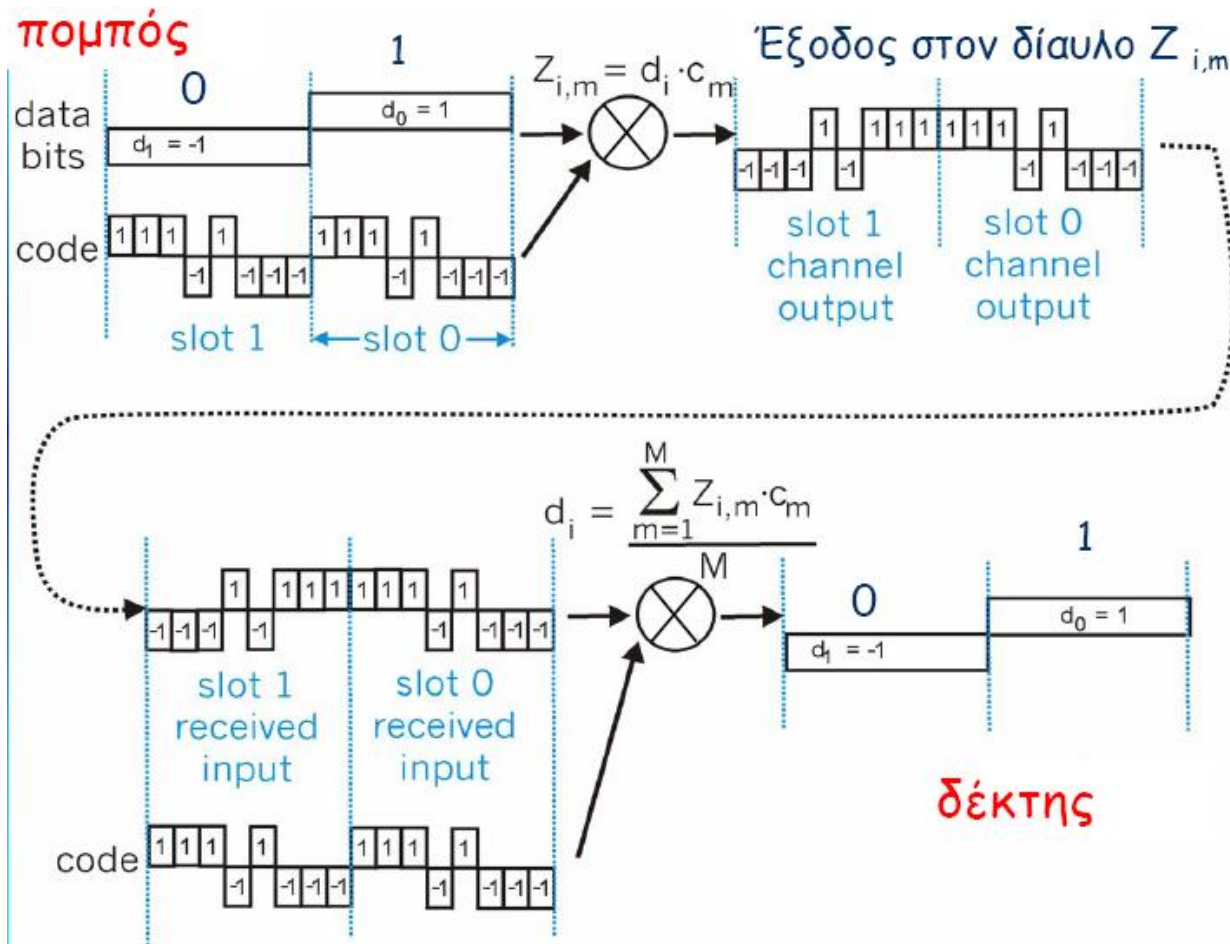 πομπός
0
1
data
bits
d₁ = -1
d₀ = 1
code
1 1 1 -1 1 -1 -1 -1
1 1 1 -1 1 -1 -1 -1
slot 1
slot 0
Z i,m = d i · c m
Έξοδος στον δίαυλο Z i,m
-1 -1 -1 1 -1 1 1 1
1 1 1 -1 1 -1 -1 -1
slot 1
channel
output
slot 0
channel
output
d i = M ∑ m=1 Z i,m · c m
M
-1 -1 -1 1 -1 1 1 1
1 1 1 -1 1 -1 -1 -1
slot 1
received
input
slot 0
received
input
code
1 1 1 -1 1 -1 -1 -1
1 1 1 -1 1 -1 -1 -1
0
1
d₁ = -1
d₀ = 1
δέκτης